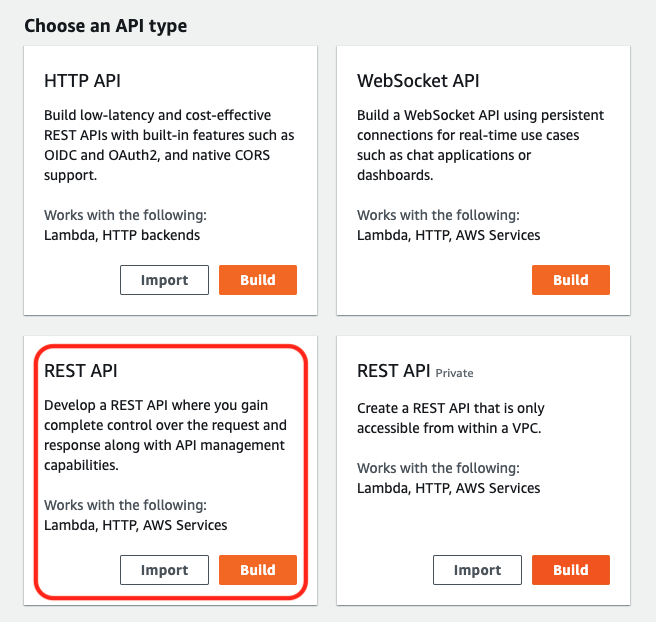 Choose an API type
HTTP API
Build low-latency and cost-effective
REST APIs with built-in features such as
OIDC and OAuth2, and native CORS
support.
Works with the following:
Lambda, HTTP backends
Import
Build
WebSocket API
Build a WebSocket API using persistent
connections for real-time use cases
such as chat applications or
dashboards.
Works with the following:
Lambda, HTTP, AWS Services
Build
REST API
Develop a REST API where you gain
complete control over the request and
response along with API management
capabilities.
Works with the following:
Lambda, HTTP, AWS Services
Import
Build
REST API Private
Create a REST API that is only
accessible from within a VPC.
Works with the following:
Lambda, HTTP, AWS Services
Import
Build